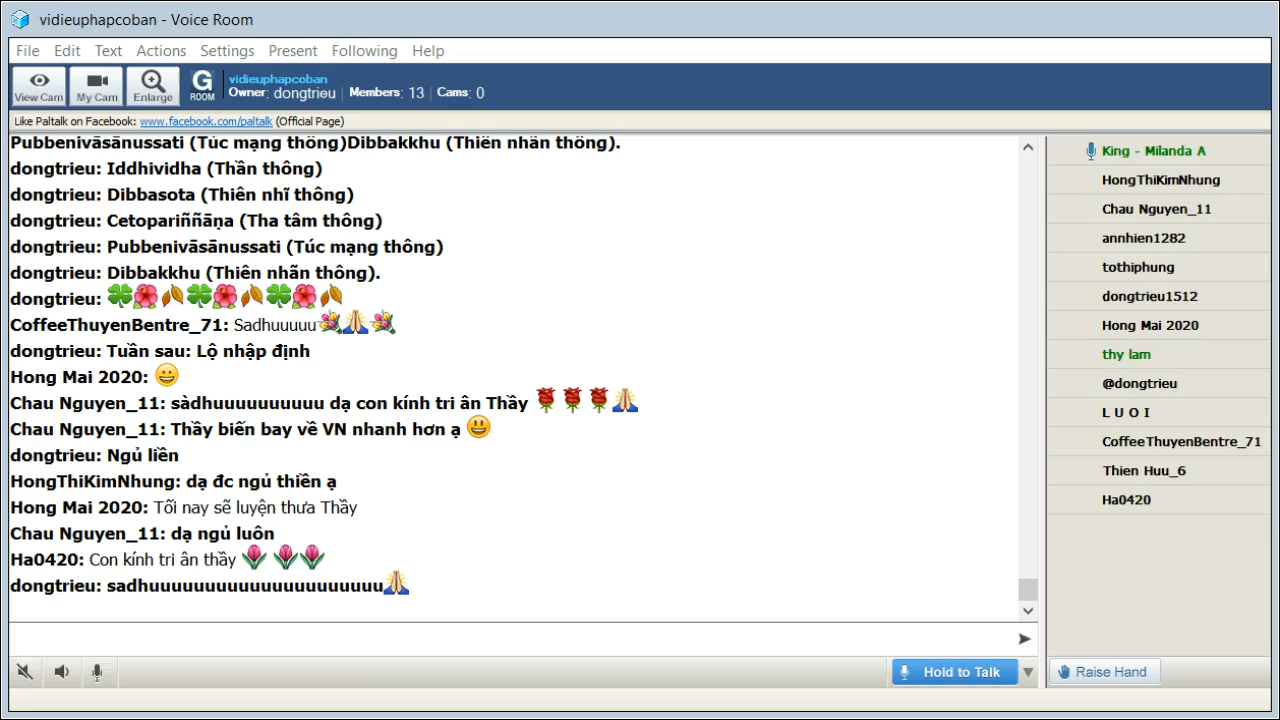 vidieuphapcoban - Voice Room
File Edit Text Actions Settings Present Following Help
View Cam My Cam Enlarge G ROOM
vidieuphapcoban
Owner: dongtrieu | Members: 13 | Cams: 0
Like Paltalk on Facebook: www.facebook.com/paltalk (Official Page)
Pubbenivāsānussati (Túc mạng thông)Dibbakkhu (Thiên nhãn thông).
dongtrieu: Iddhividha (Thần thông)
dongtrieu: Dibbasota (Thiên nhĩ thông)
dongtrieu: Cetopariññāṇa (Tha tâm thông)
dongtrieu: Pubbenivāsānussati (Túc mạng thông)
dongtrieu: Dibbakkhu (Thiên nhãn thông).
dongtrieu: 🍀🌺🍂🍀🌺🍂🍀🌺🍂
CoffeeThuyenBentre_71: Sadhuuuuu💐🙏💐
dongtrieu: Tuần sau: Lộ nhập định
Hong Mai 2020: 😀
Chau Nguyen_11: sàdhuuuuuuuuuuu dạ con kính tri ân Thầy 🌹🌹🌹🙏
Chau Nguyen_11: Thầy biến bay về VN nhanh hơn ạ 😃
dongtrieu: Ngủ liền
HongThiKimNhung: dạ đc ngủ thiền ạ
Hong Mai 2020: Tối nay sẽ luyện thưa Thầy
Chau Nguyen_11: dạ ngủ luôn
Ha0420: Con kính tri ân thầy 🌷 🌷🌷
dongtrieu: sadhuuuuuuuuuuuuuuuuuuuuu🙏
Hold to Talk
King - Milanda A
HongThiKimNhung
Chau Nguyen_11
annhien1282
tothiphung
dongtrieu1512
Hong Mai 2020
thy lam
@dongtrieu
L U O I
CoffeeThuyenBentre_71
Thien Huu_6
Ha0420
Raise Hand